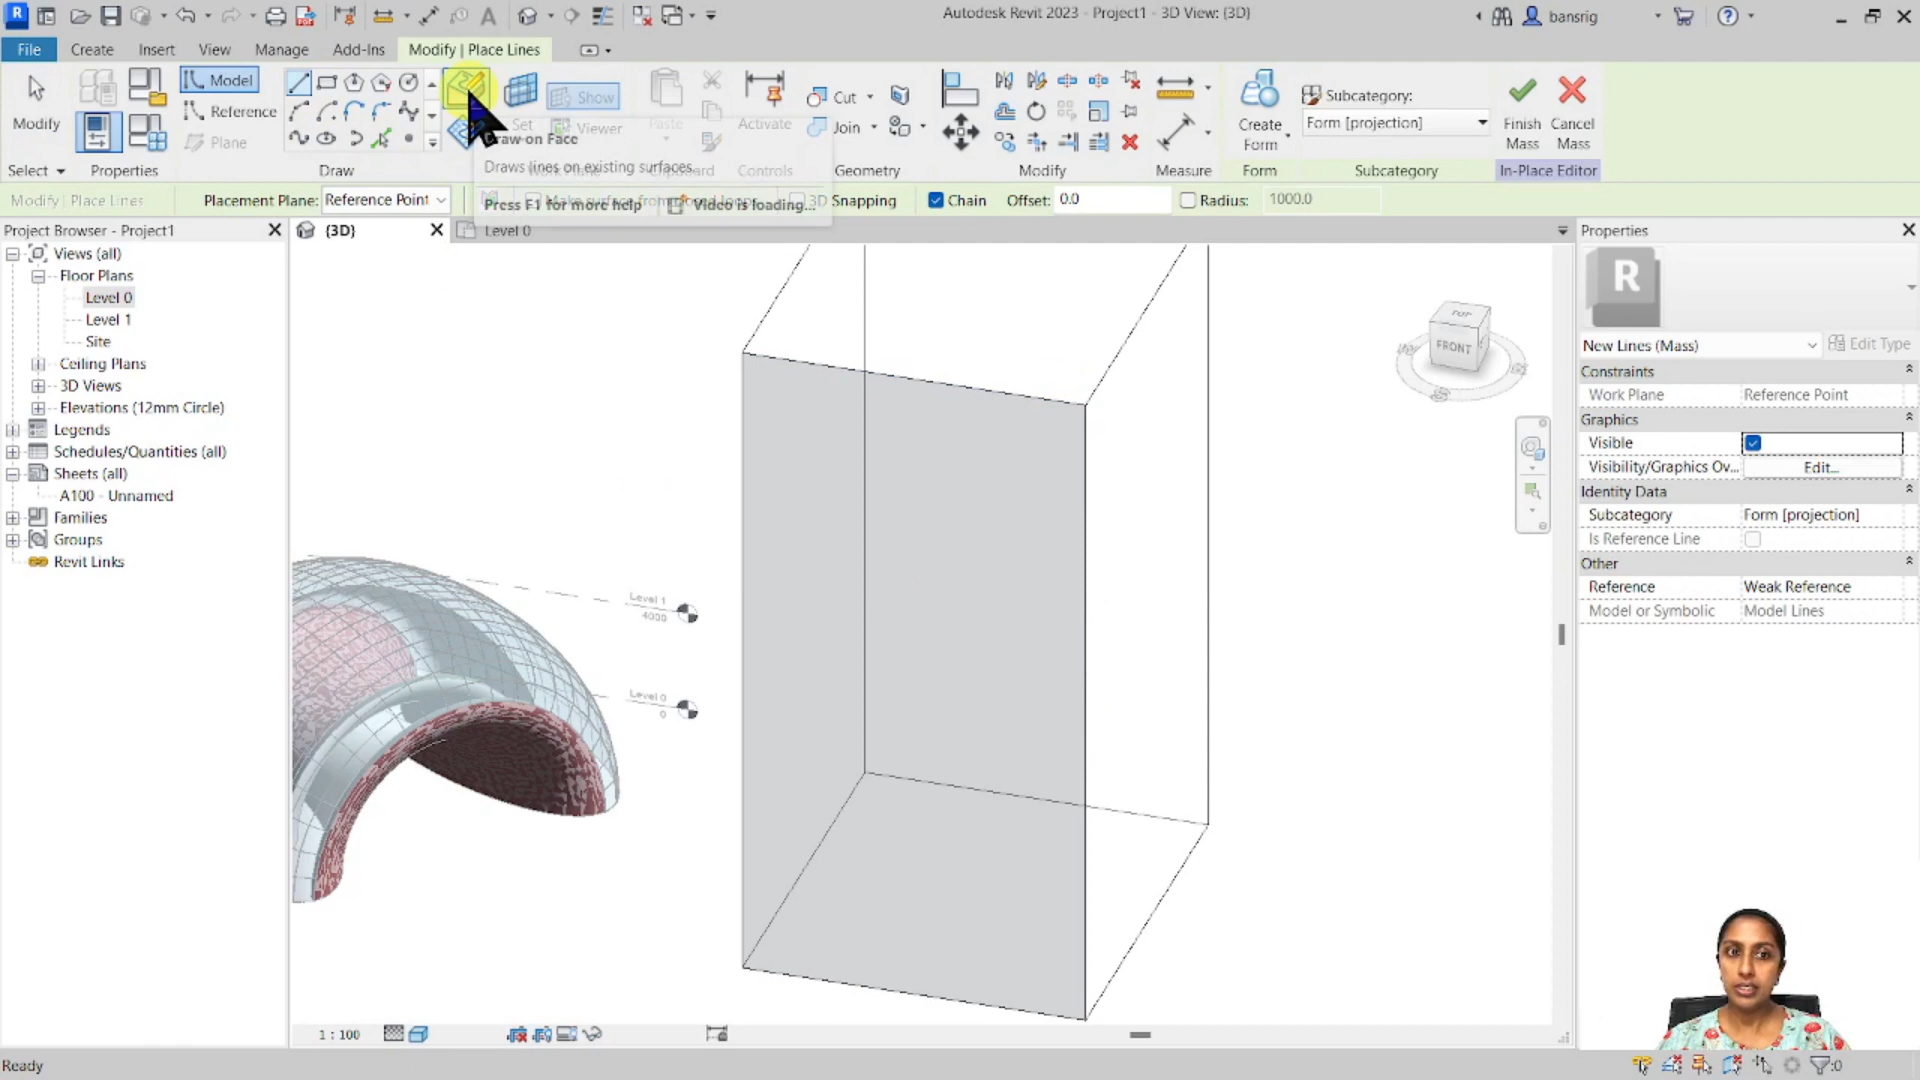 Autodesk Revit 2023 - Project1 - 3D View: {3D}
bansrig
File Create Insert View Manage Add-Ins Modify | Place Lines
Modify
Model
Reference
Plane
Set
Show
Viewer
Paste
Activate
Cut
Join
Create Form
Subcategory:
Form [projection]
Finish Mass
Cancel Mass
Draw on Face
Draws lines on existing surfaces.
Press F1 for more help
Video is loading...
Select Properties Draw Geometry Modify Measure Form Subcategory In-Place Editor
Controls
Modify | Place Lines Placement Plane: Reference Point 3D Snapping Chain Offset: 0.0 Radius: 1000.0
Project Browser - Project1
Views (all)
Floor Plans
Level 0
Level 1
Site
Ceiling Plans
3D Views
Elevations (12mm Circle)
Legends
Schedules/Quantities (all)
Sheets (all)
A100 - Unnamed
Families
Groups
Revit Links
{3D}
Level 0
Level 1
4000
Level 0
0
TOP
FRONT
1 : 100
Properties
R
New Lines (Mass)
Edit Type
Constraints
Work Plane Reference Point
Graphics
Visible
Visibility/Graphics Ov... Edit...
Identity Data
Subcategory Form [projection]
Is Reference Line
Other
Reference Weak Reference
Model or Symbolic Model Lines
Ready
:0